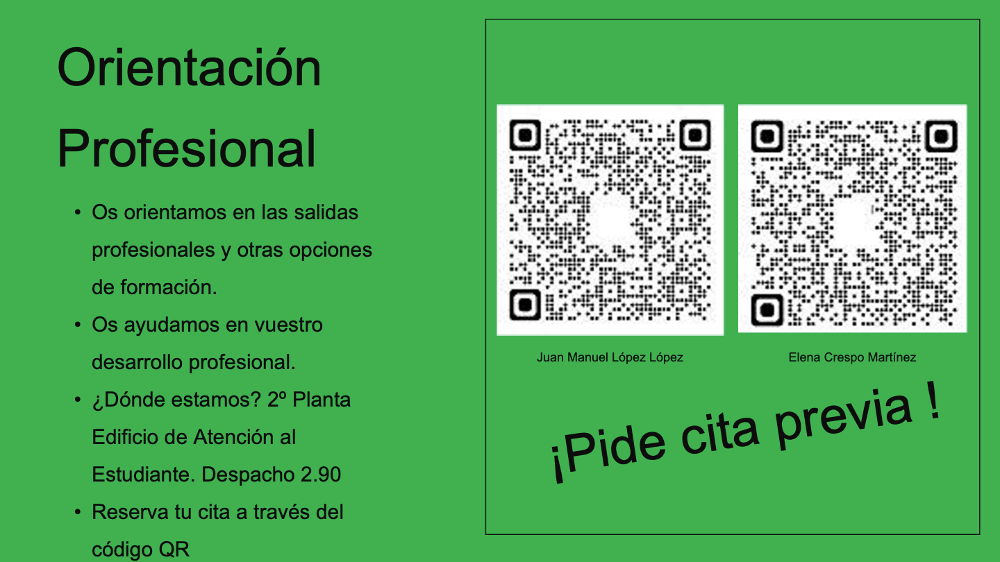 Orientación
Profesional
• Os orientamos en las salidas
profesionales y otras opciones
de formación.
• Os ayudamos en vuestro
desarrollo profesional.
• ¿Dónde estamos? 2º Planta
Edificio de Atención al
Estudiante. Despacho 2.90
• Reserva tu cita a través del
código QR
Juan Manuel López López
Elena Crespo Martínez
¡Pide cita previa !